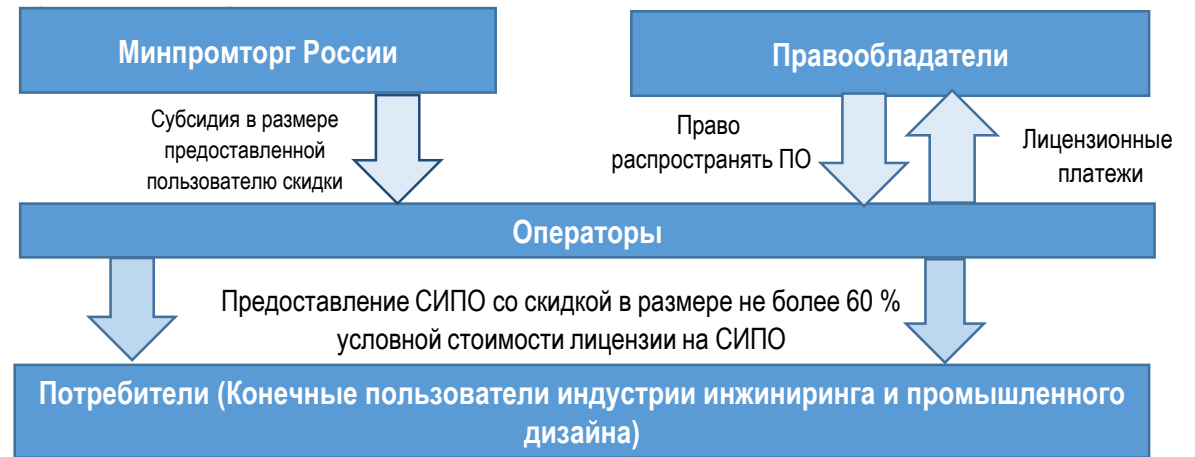 Минпромторг России
Правообладатели
Субсидия в размере
предоставленной
пользователю скидки
Право
распространять ПО
Лицензионные
платежи
Операторы
Предоставление СИПО со скидкой в размере не более 60 %
условной стоимости лицензии на СИПО
Потребители (Конечные пользователи индустрии инжиниринга и промышленного
дизайна)